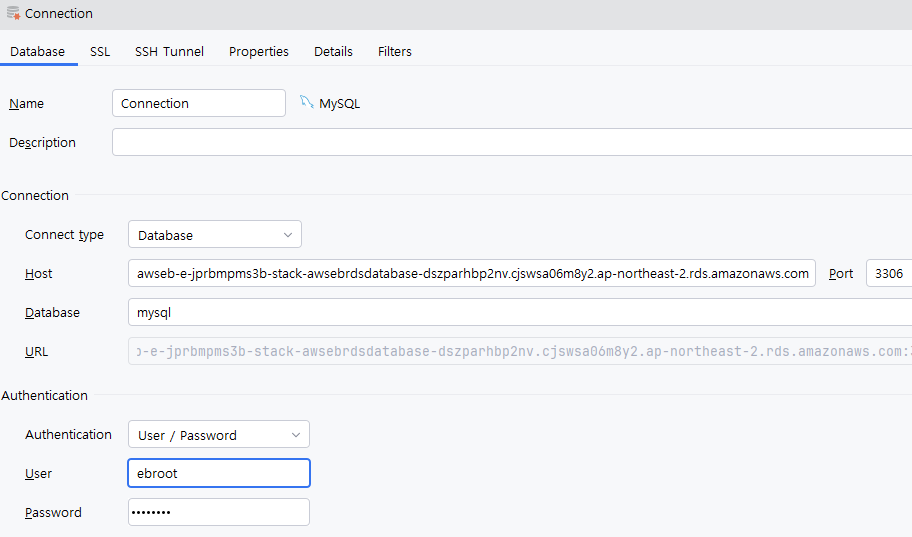 Connection
Database SSL SSH Tunnel Properties Details Filters
Name Connection MySQL
Description
Connection
Connect type Database
Host awseb-e-jprbmpms3b-stack-awsebrdsdatabase-dszparhbp2nv.cjswsa06m8y2.ap-northeast-2.rds.amazonaws.com Port 3306
Database mysql
URL -e-jprbmpms3b-stack-awsebrdsdatabase-dszparhbp2nv.cjswsa06m8y2.ap-northeast-2.rds.amazonaws.com:
Authentication
Authentication User / Password
User ebroot
Password ••••••••